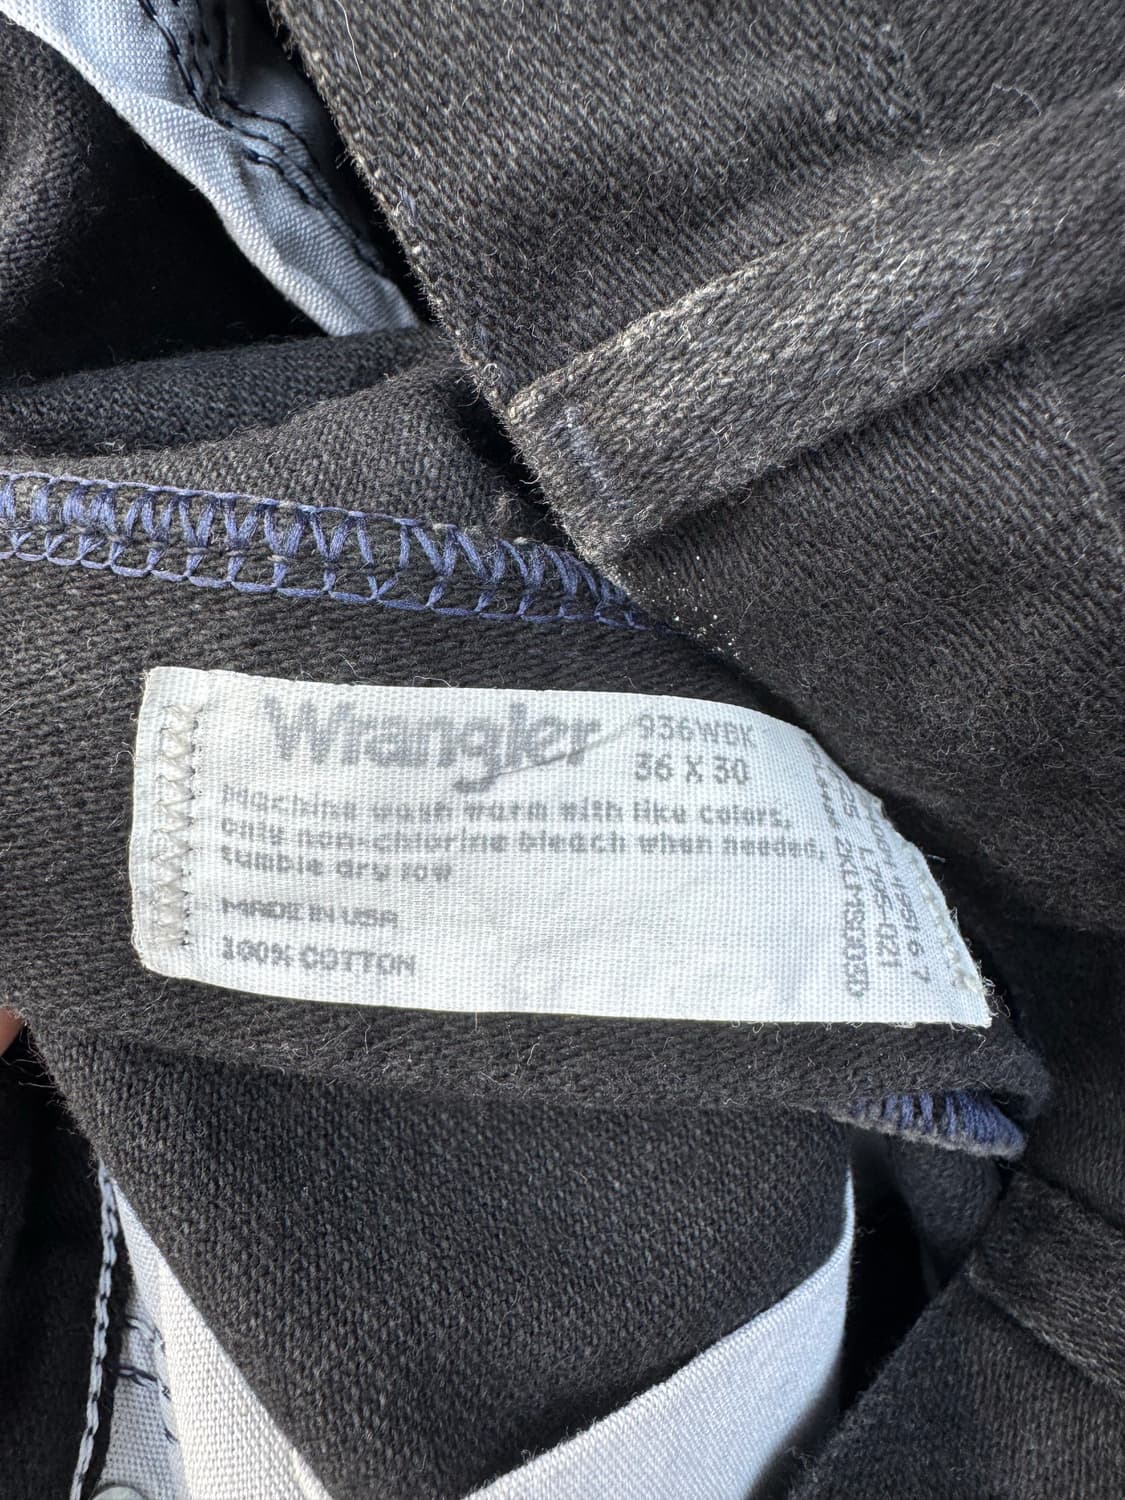 Wrangler
936WBK
36 X 30
Machine wash warm with like colors,
only non-chlorine bleach when needed,
tumble dry low
MADE IN USA
100% COTTON